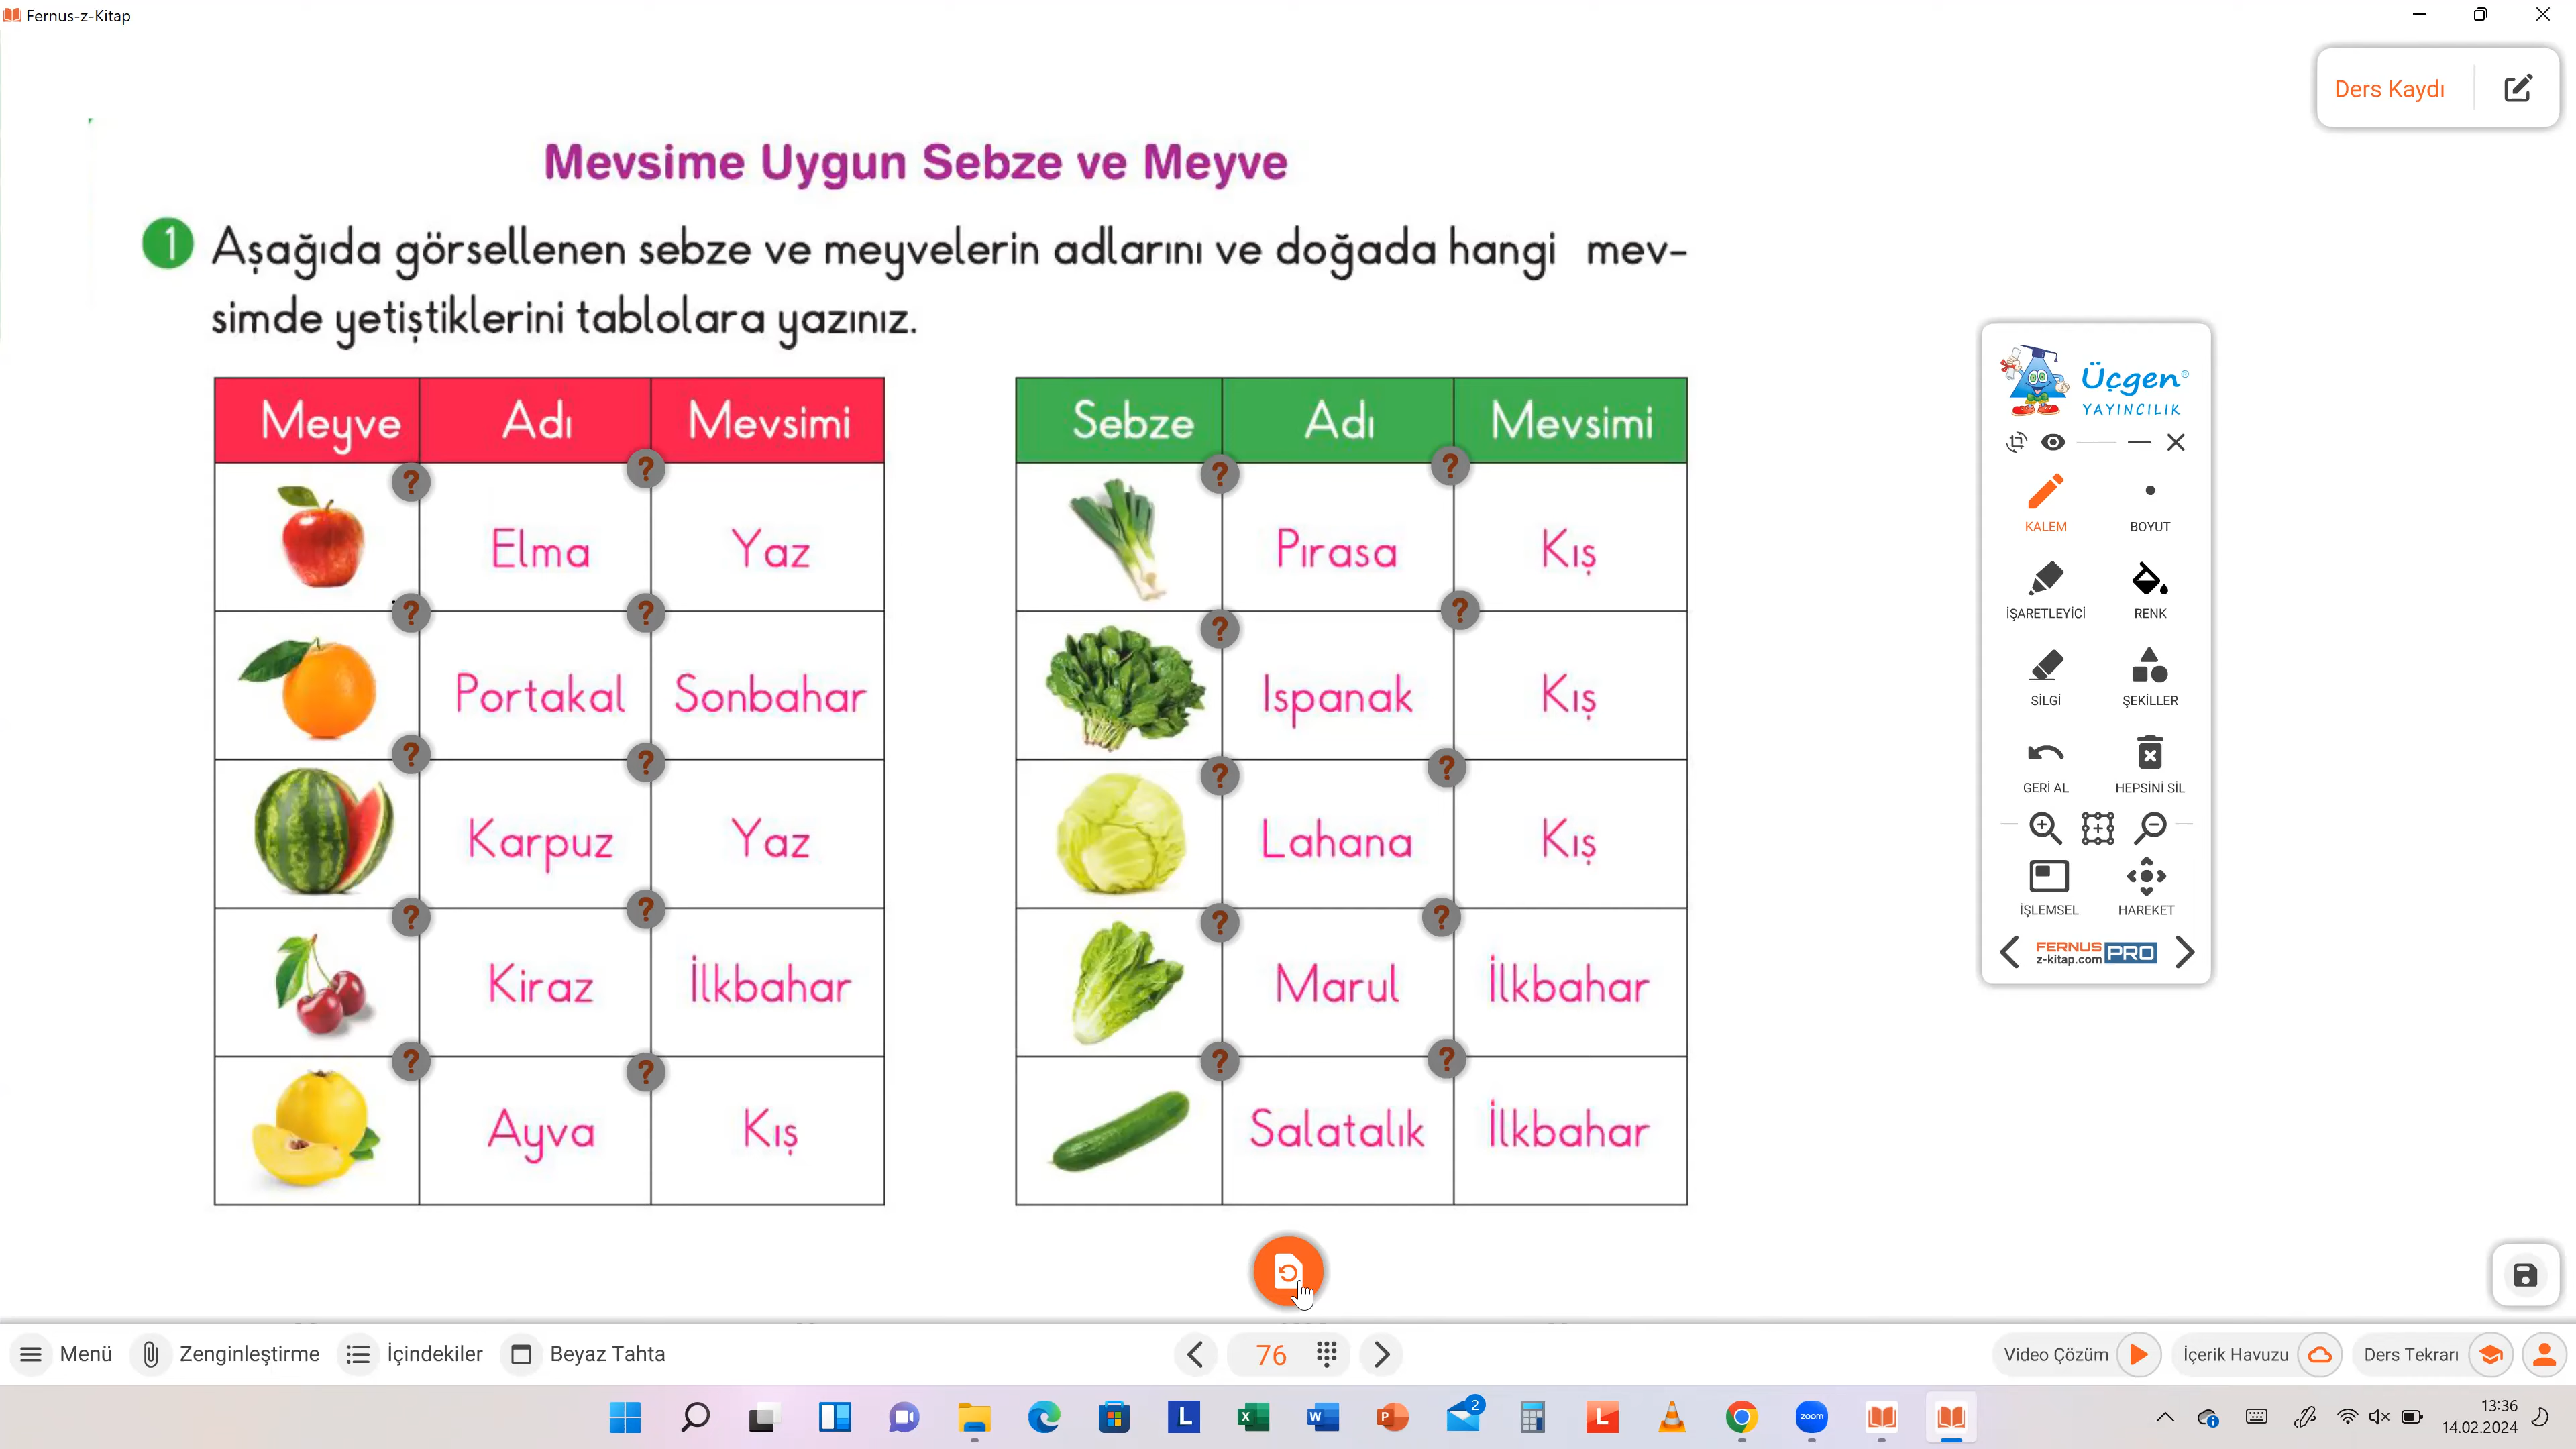 Fernus-z-Kitap
Ders Kaydı
Mevsime Uygun Sebze ve Meyve
1 Aşağıda görsellenen sebze ve meyvelerin adlarını ve doğada hangi mev-
simde yetiştiklerini tablolara yazınız.
Meyve Adı Mevsimi
? ?
Elma Yaz
? ?
Portakal Sonbahar
? ?
Karpuz Yaz
? ?
Kiraz İlkbahar
? ?
Ayva Kış
Sebze Adı Mevsimi
? ?
Pırasa Kış
? ?
Ispanak Kış
? ?
Lahana Kış
? ?
Marul İlkbahar
? ?
Salatalık İlkbahar
Üçgen®
YAYINCILIK
KALEM BOYUT
İŞARETLEYİCİ RENK
SİLGİ ŞEKİLLER
GERİ AL HEPSİNİ SİL
İŞLEMSEL HAREKET
FERNUS PRO
z-kitap.com
Menü Zenginleştirme İçindekiler Beyaz Tahta 76 Video Çözüm İçerik Havuzu Ders Tekrarı
L X W P 2 L zoom
13:36
14.02.2024